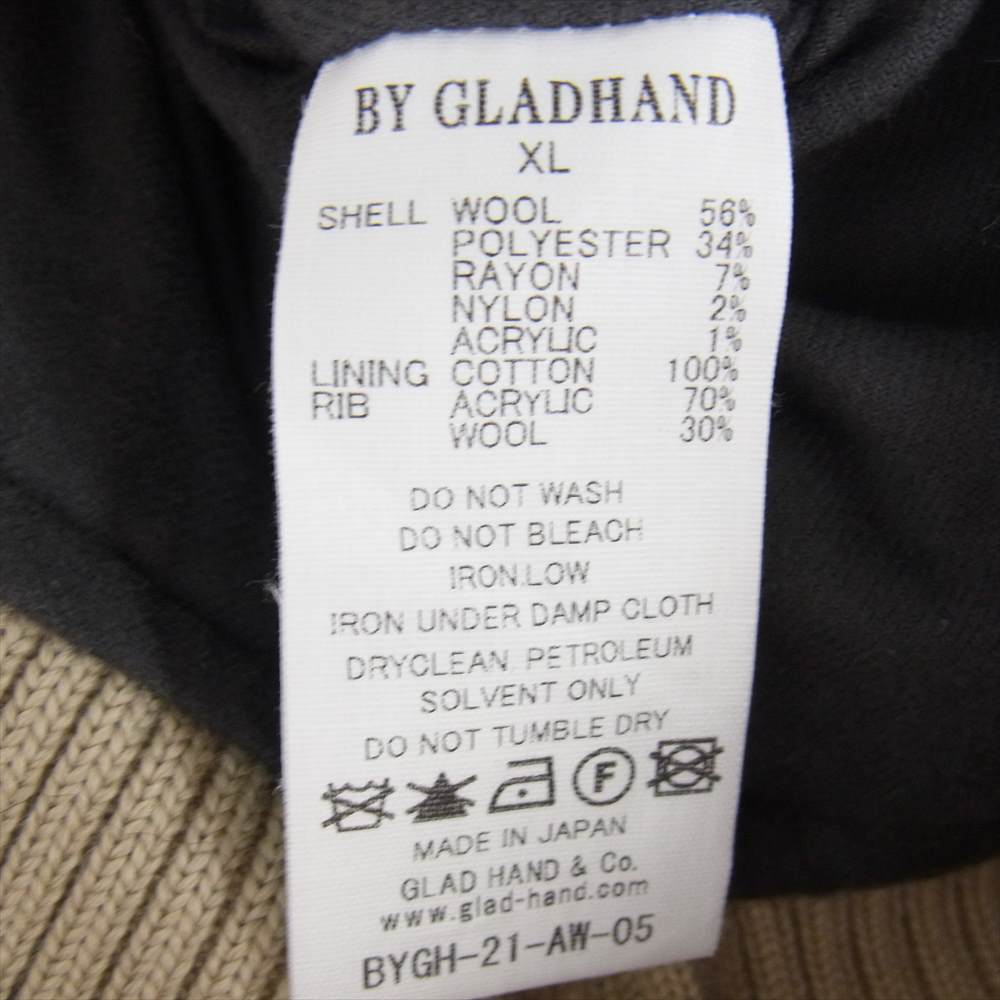 BY GLADHAND
XL
SHELL WOOL 56%
POLYESTER 34%
RAYON 7%
NYLON 2%
ACRYLIC 1%
LINING COTTON 100%
RIB ACRYLIC 70%
WOOL 30%
DO NOT WASH
DO NOT BLEACH
IRON.LOW
IRON UNDER DAMP CLOTH
DRYCLEAN PETROLEUM
SOLVENT ONLY
DO NOT TUMBLE DRY
F
MADE IN JAPAN
GLAD HAND & Co.
www.glad-hand.com
BYGH-21-AW-05